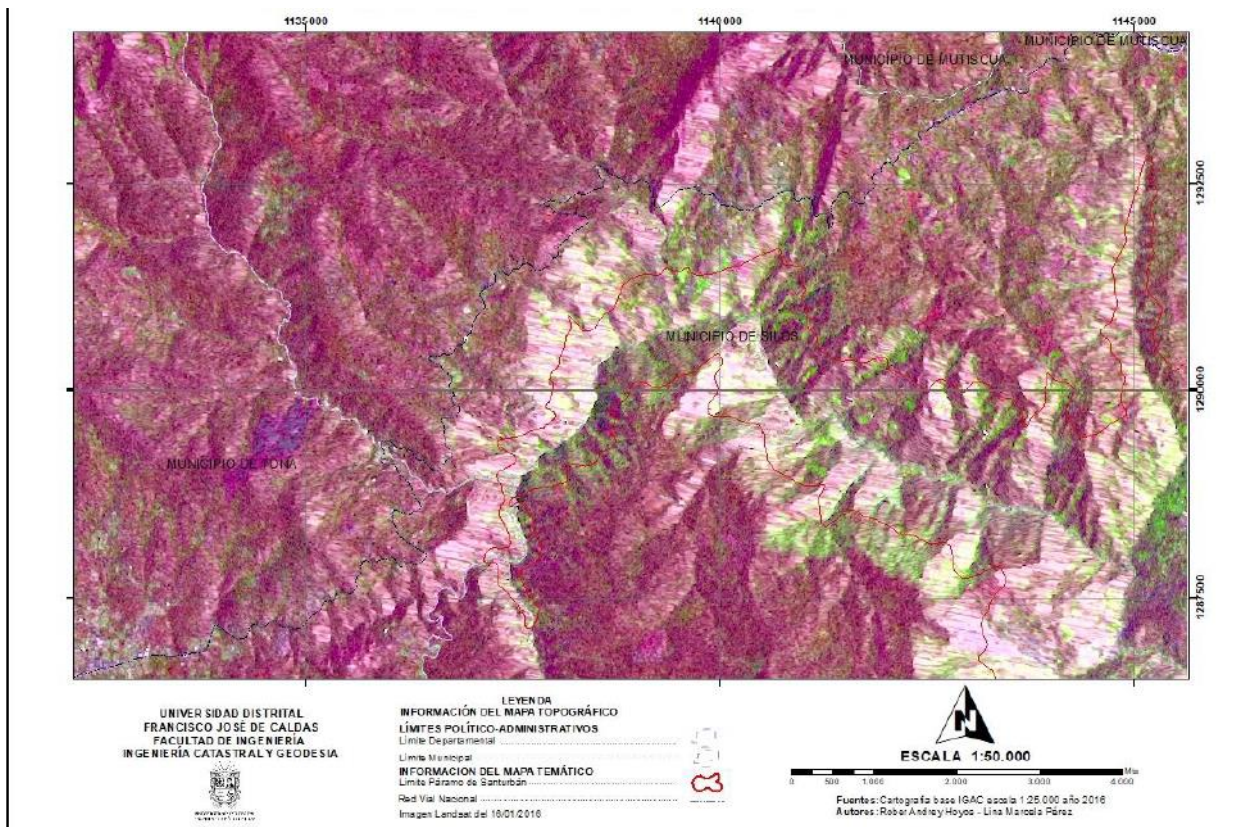 1135000 1140000 1145000
MUNICIPIO DE MUTISCUA
MUNICIPIO DE MUTISCUA
1292500
MUNICIPIO DE SILOS
1290000
MUNICIPIO DE TONA
1287500
UNIVERSIDAD DISTRITAL
FRANCISCO JOSÉ DE CALDAS
FACULTAD DE INGENIERÍA
INGENIERÍA CATASTRAL Y GEODESIA
LEYENDA
INFORMACIÓN DEL MAPA TOPOGRÁFICO
LÍMITES POLÍTICO-ADMINISTRATIVOS
Límite Departamental
Límite Municipal
INFORMACION DEL MAPA TEMÁTICO
Límite Páramo de Santurbán
Red Vial Nacional
Imagen Landsat del 16/01/2016
N
ESCALA 1:50.000
Mts
0 500 1.000 2.000 3.000 4.000
Fuentes: Cartografía base IGAC escala 1:25.000 año 2016
Autores: Rober Andrey Hoyos - Lina Marcela Pérez